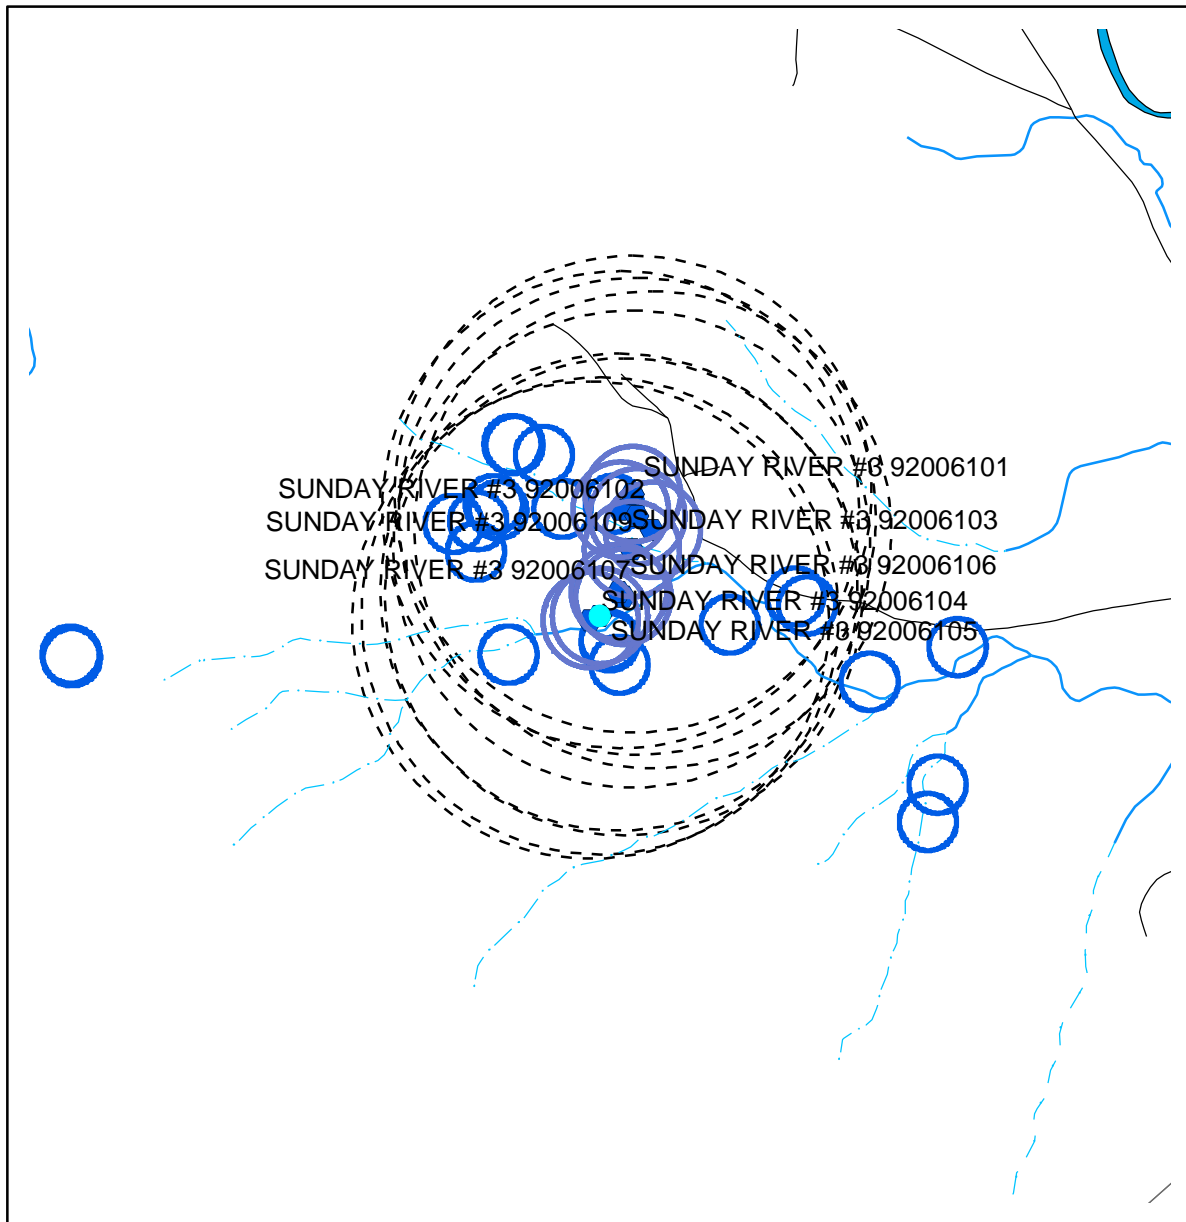 SUNDAY RIVER #3 92006101
SUNDAY RIVER #3 92006102
SUNDAY RIVER #3 92006109
SUNDAY RIVER #3 92006103
SUNDAY RIVER #3 92006107
SUNDAY RIVER #3 92006106
SUNDAY RIVER #3 92006104
SUNDAY RIVER #3 92006105